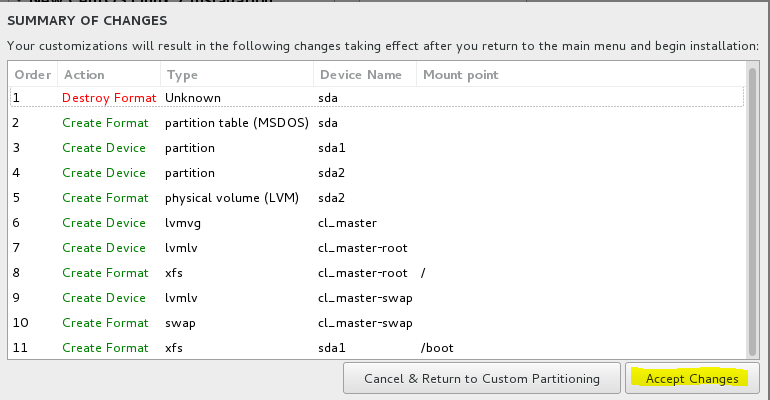 SUMMARY OF CHANGES
Your customizations will result in the following changes taking effect after you return to the main menu and begin installation:
Order Action Type Device Name Mount point
1 Destroy Format Unknown sda
2 Create Format partition table (MSDOS) sda
3 Create Device partition sda1
4 Create Device partition sda2
5 Create Format physical volume (LVM) sda2
6 Create Device lvmvg cl_master
7 Create Device lvmlv cl_master-root
8 Create Format xfs cl_master-root /
9 Create Device lvmlv cl_master-swap
10 Create Format swap cl_master-swap
11 Create Format xfs sda1 /boot
Cancel & Return to Custom Partitioning Accept Changes